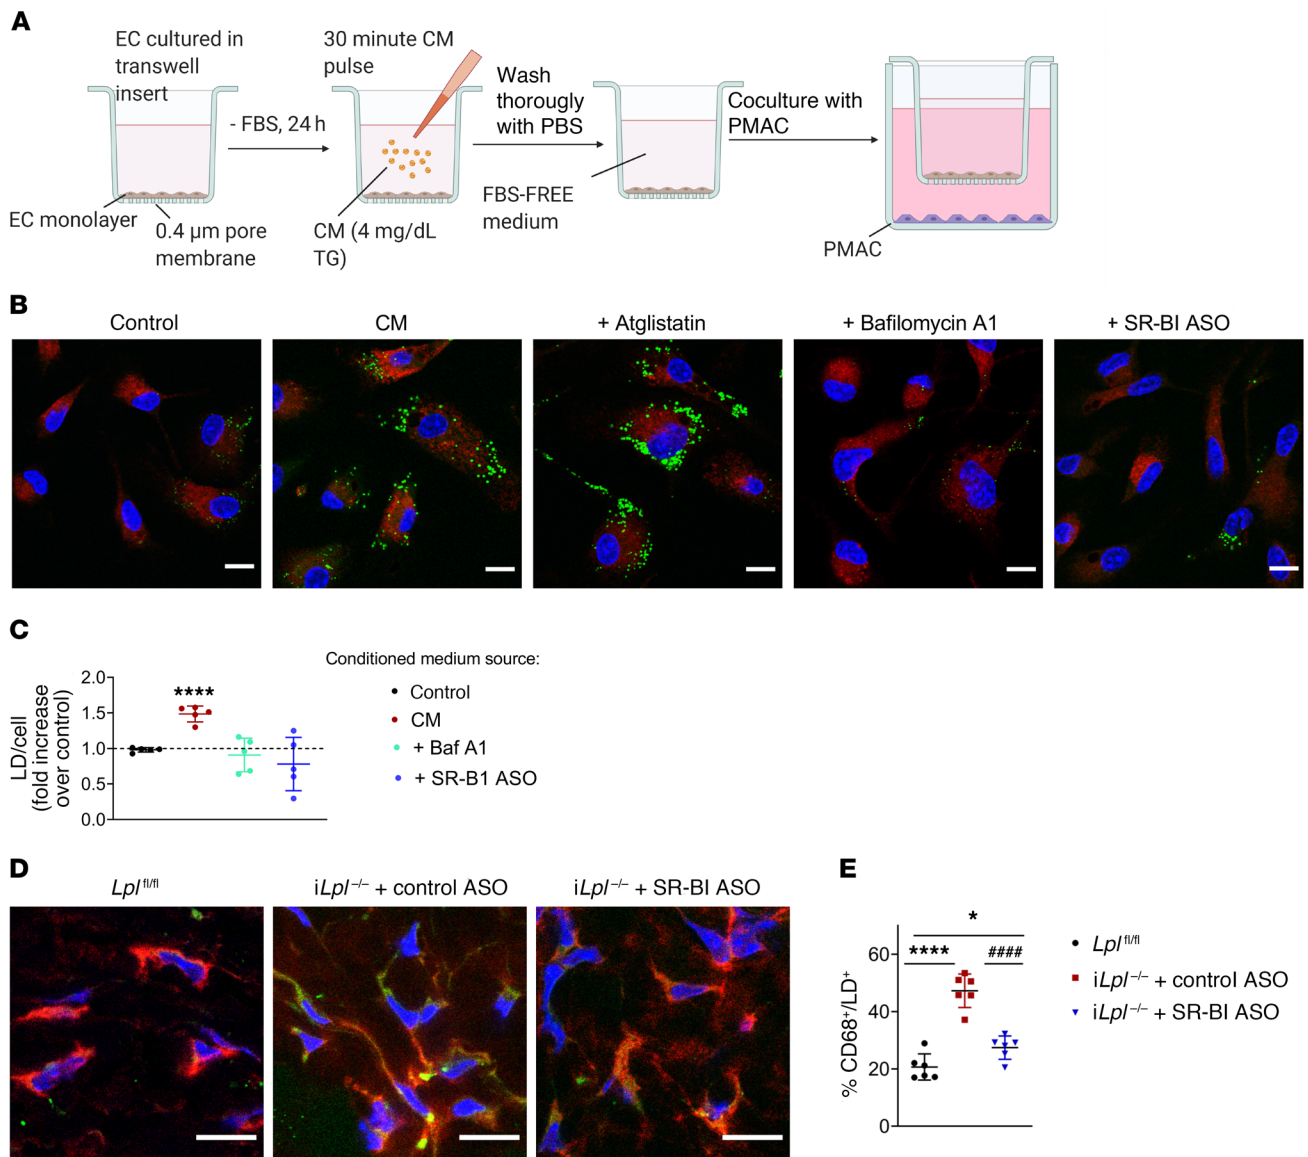 A
EC cultured in
transwell
insert
- FBS, 24 h
30 minute CM
pulse
Wash
thorougly
with PBS
Coculture with
PMAC
EC monolayer
0.4 µm pore
membrane
CM (4 mg/dL
TG)
FBS-FREE
medium
PMAC
B
Control
CM
+ Atglistatin
+ Bafilomycin A1
+ SR-BI ASO
C
LD/cell
(fold increase
over control)
2.0
1.5
1.0
0.5
0.0
****
Conditioned medium source:
Control
CM
+ Baf A1
+ SR-B1 ASO
D
Lpl fl/fl
iLpl −/− + control ASO
iLpl −/− + SR-BI ASO
E
% CD68+/LD+
60
40
20
0
*
****
####
Lpl fl/fl
iLpl −/− + control ASO
iLpl −/− + SR-BI ASO